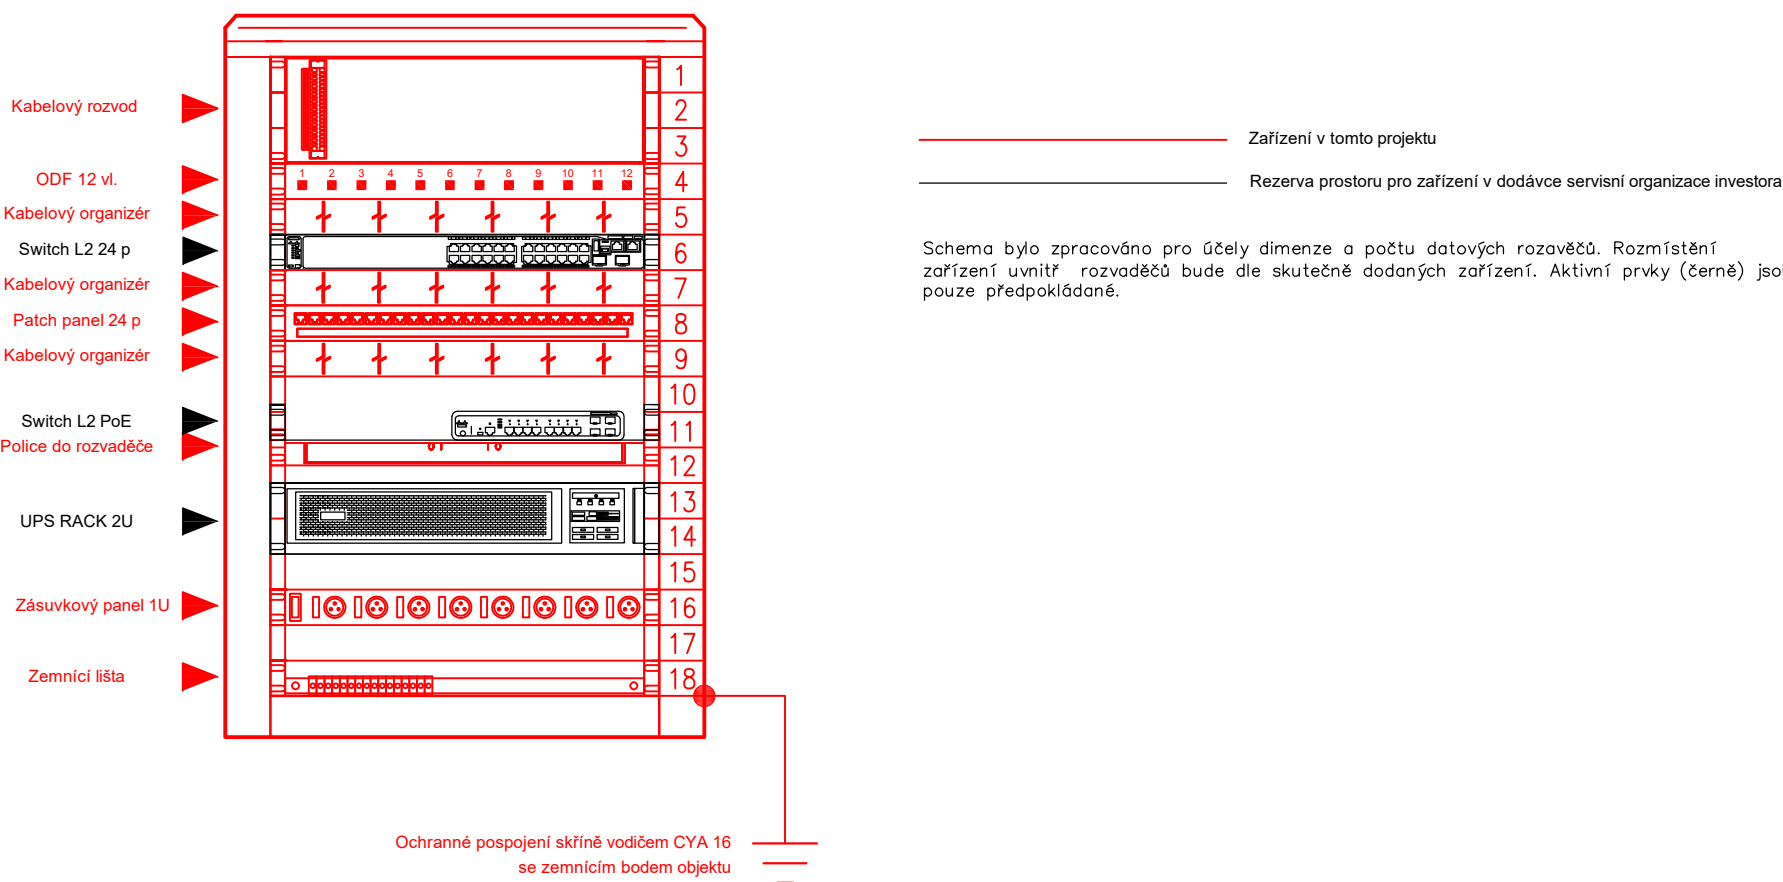 Kabelový rozvod
ODF 12 vl.
Kabelový organizér
Switch L2 24 p
Kabelový organizér
Patch panel 24 p
Kabelový organizér
Switch L2 PoE
Police do rozvaděče
UPS RACK 2U
Zásuvkový panel 1U
Zemnící lišta
1 2 3 4 5 6 7 8 9 10 11 12
1
2
3
4
5
6
7
8
9
10
11
12
13
14
15
16
17
18
Zařízení v tomto projektu
Rezerva prostoru pro zařízení v dodávce servisní organizace investora
Schema bylo zpracováno pro účely dimenze a počtu datových rozavěčů. Rozmístění
zařízení uvnitř rozvaděčů bude dle skutečně dodaných zařízení. Aktivní prvky (černě) jso
pouze předpokládané.
Ochranné pospojení skříně vodičem CYA 16
se zemnícím bodem objektu